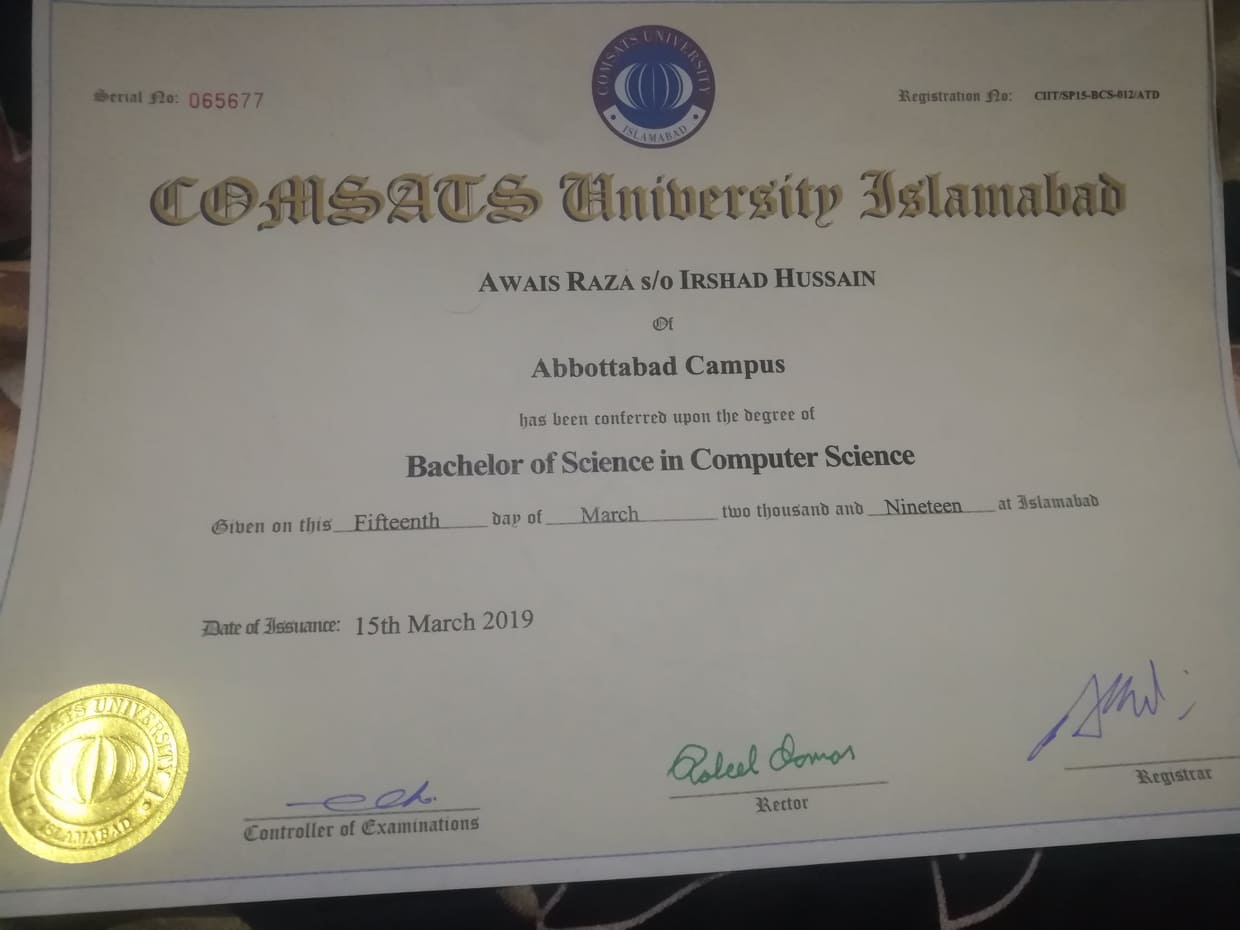 COMSATS UNIVERSITY
ISLAMABAD
Serial No: 065677
Registration No: CIIT/SP15-BCS-012/ATD
COMSATS University Islamabad
AWAIS RAZA s/o IRSHAD HUSSAIN
Of
Abbottabad Campus
has been conferred upon the degree of
Bachelor of Science in Computer Science
Given on this Fifteenth day of March two thousand and Nineteen at Islamabad
Date of Issuance: 15th March 2019
COMSATS UNIVERSITY
ISLAMABAD
Controller of Examinations
Rector
Registrar